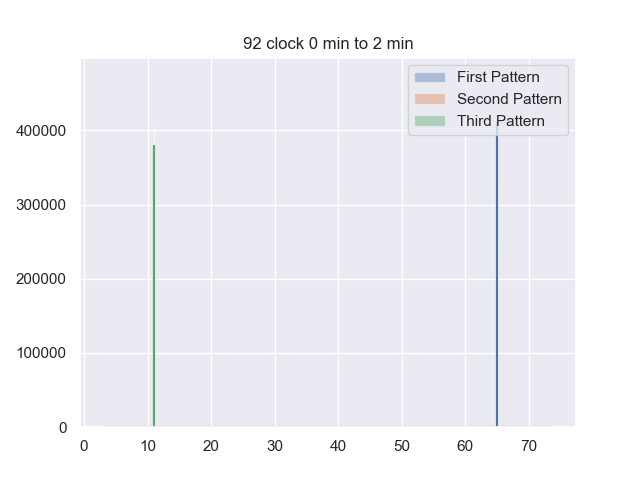 92 clock 0 min to 2 min
First Pattern
Second Pattern
Third Pattern
400000
300000
200000
100000
0
0 10 20 30 40 50 60 70